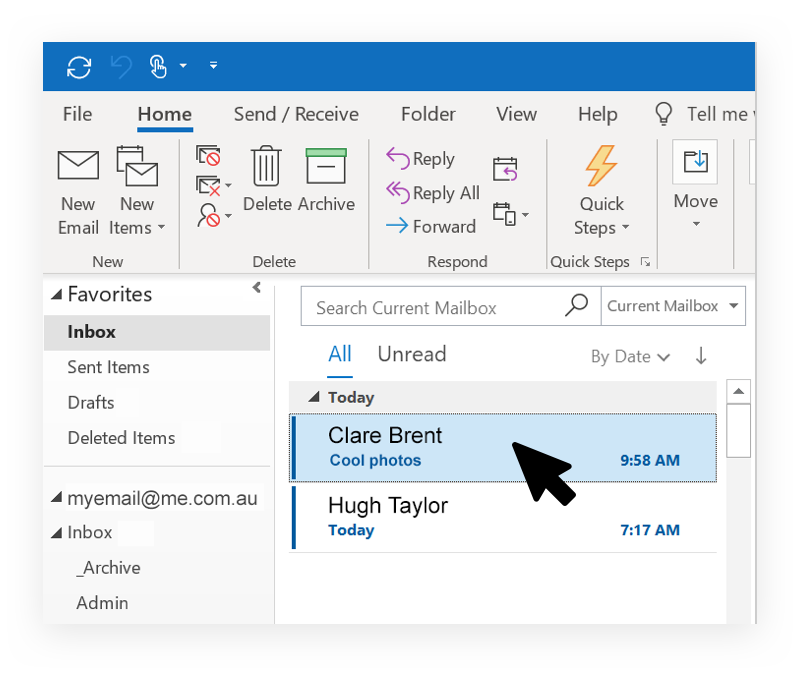 File Home Send / Receive Folder View Help Tell me
New Email
New Items
Delete Archive
Reply
Reply All
Forward
Quick Steps
Move
New Delete Respond Quick Steps
Favorites
Inbox
Sent Items
Drafts
Deleted Items
myemail@me.com.au
Inbox
_Archive
Admin
Search Current Mailbox Current Mailbox
All Unread By Date
Today
Clare Brent
Cool photos 9:58 AM
Hugh Taylor
Today 7:17 AM